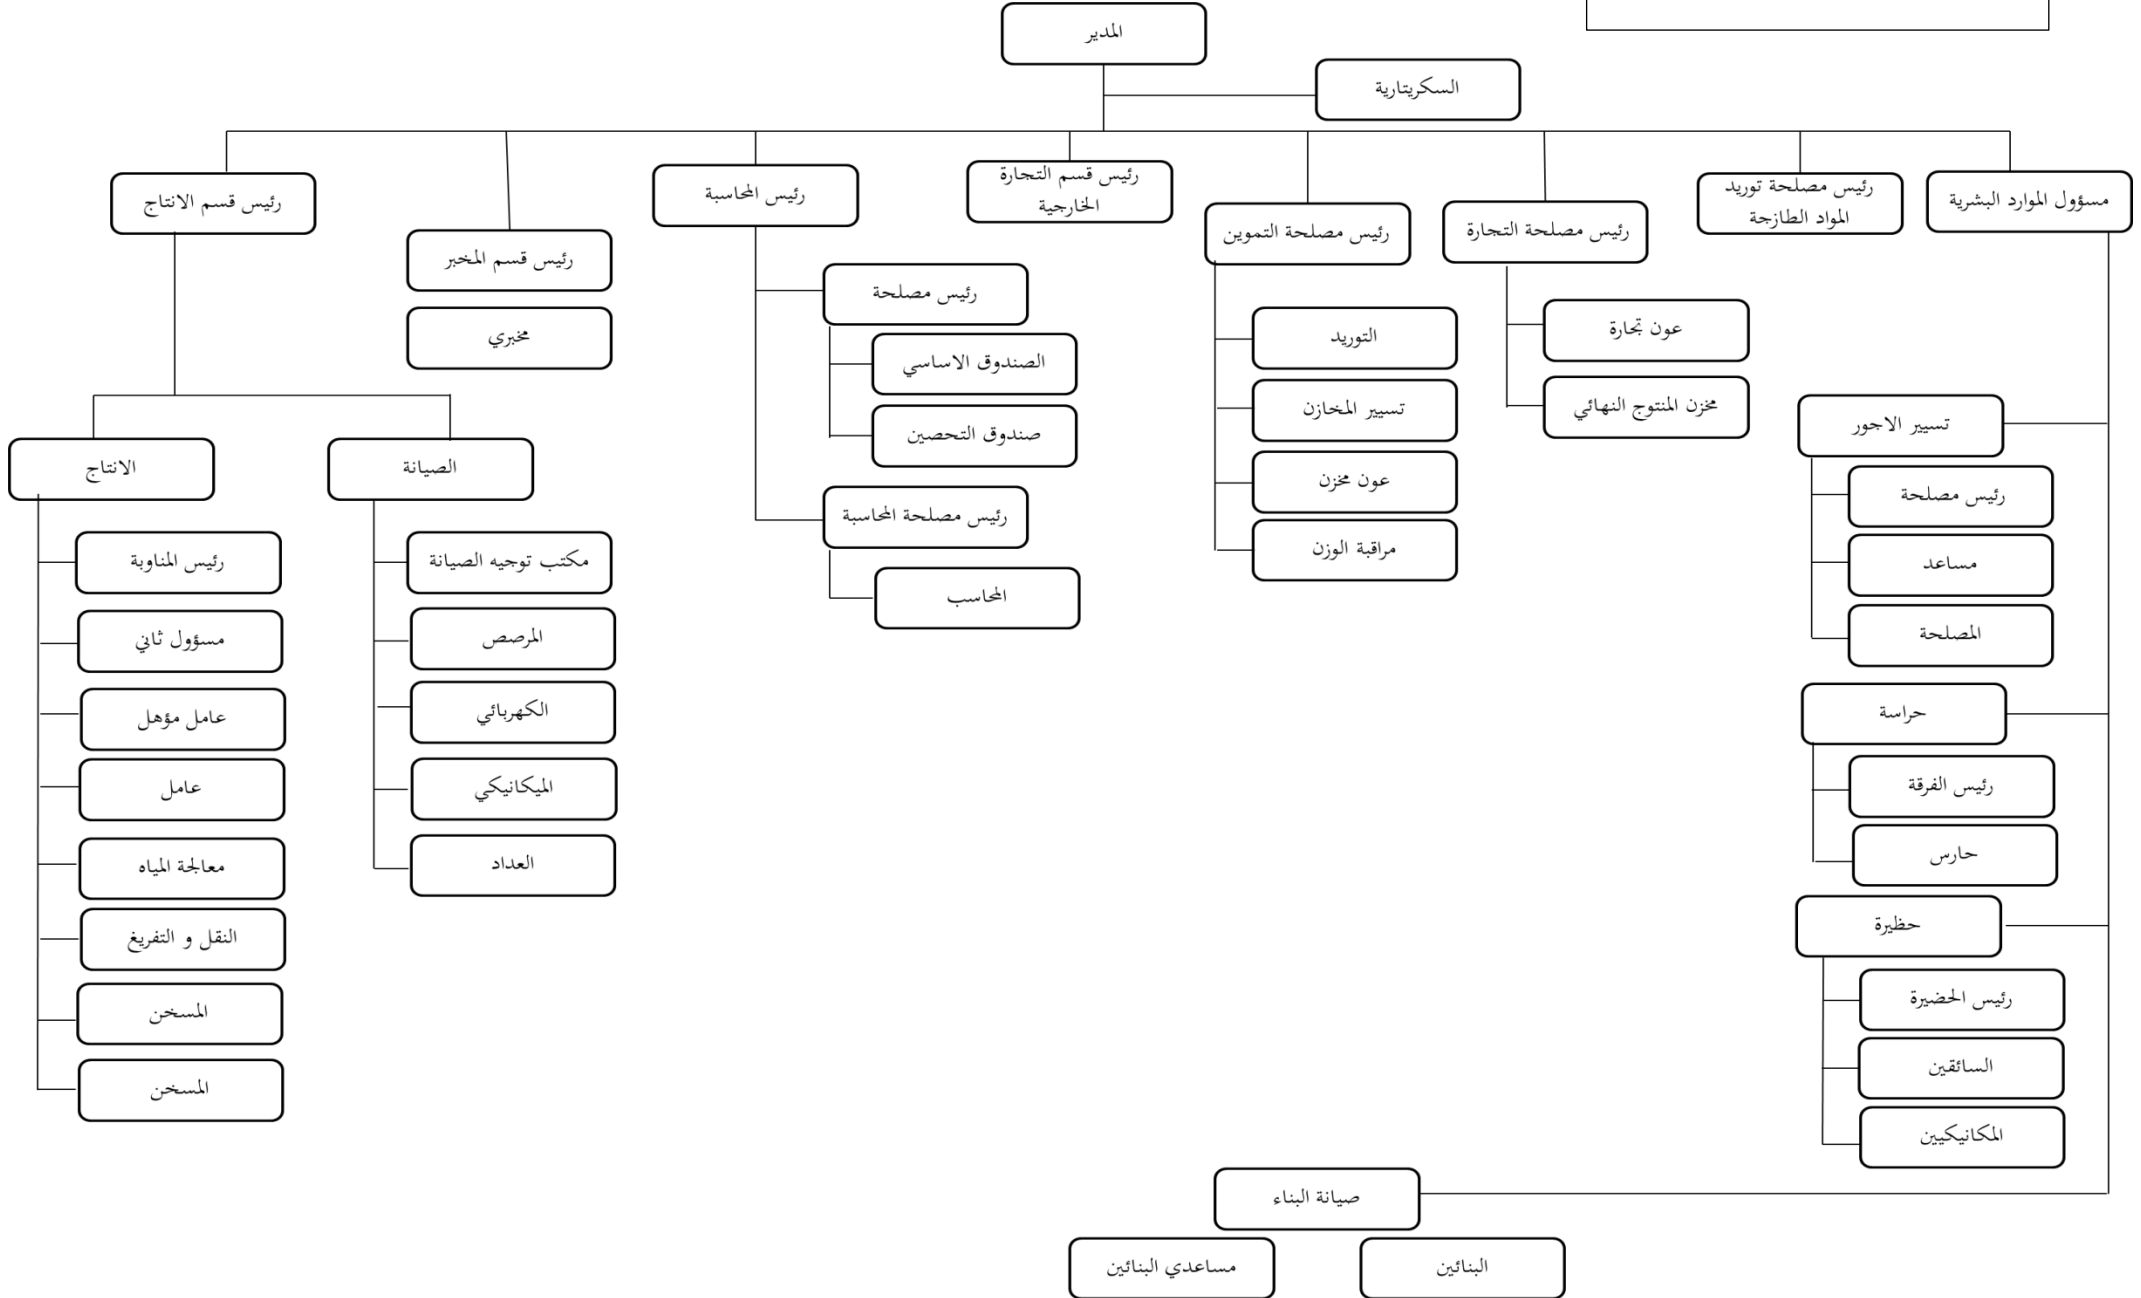 المدير
السكريتارية
مسؤول الموارد البشرية
رئيس مصلحة توريد
المواد الطازجة
رئيس مصلحة التجارة
رئيس مصلحة التموين
رئيس قسم التجارة
الخارجية
رئيس المحاسبة
رئيس قسم المخبر
رئيس قسم الانتاج
مخبري
رئيس مصلحة
الصندوق الاساسي
صندوق التحصين
رئيس مصلحة المحاسبة
المحاسب
التوريد
تسيير المخازن
عون مخزن
مراقبة الوزن
عون تجارة
مخزن المنتوج النهائي
تسيير الاجور
رئيس مصلحة
مساعد
المصلحة
حراسة
رئيس الفرقة
حارس
حظيرة
رئيس الحضيرة
السائقين
المكانيكيين
صيانة البناء
البنائين
مساعدي البنائين
الصيانة
مكتب توجيه الصيانة
المرصص
الكهربائي
الميكانيكي
العداد
الانتاج
رئيس المناوبة
مسؤول ثاني
عامل مؤهل
عامل
معالجة المياه
النقل و التفريغ
المسخن
المسخن